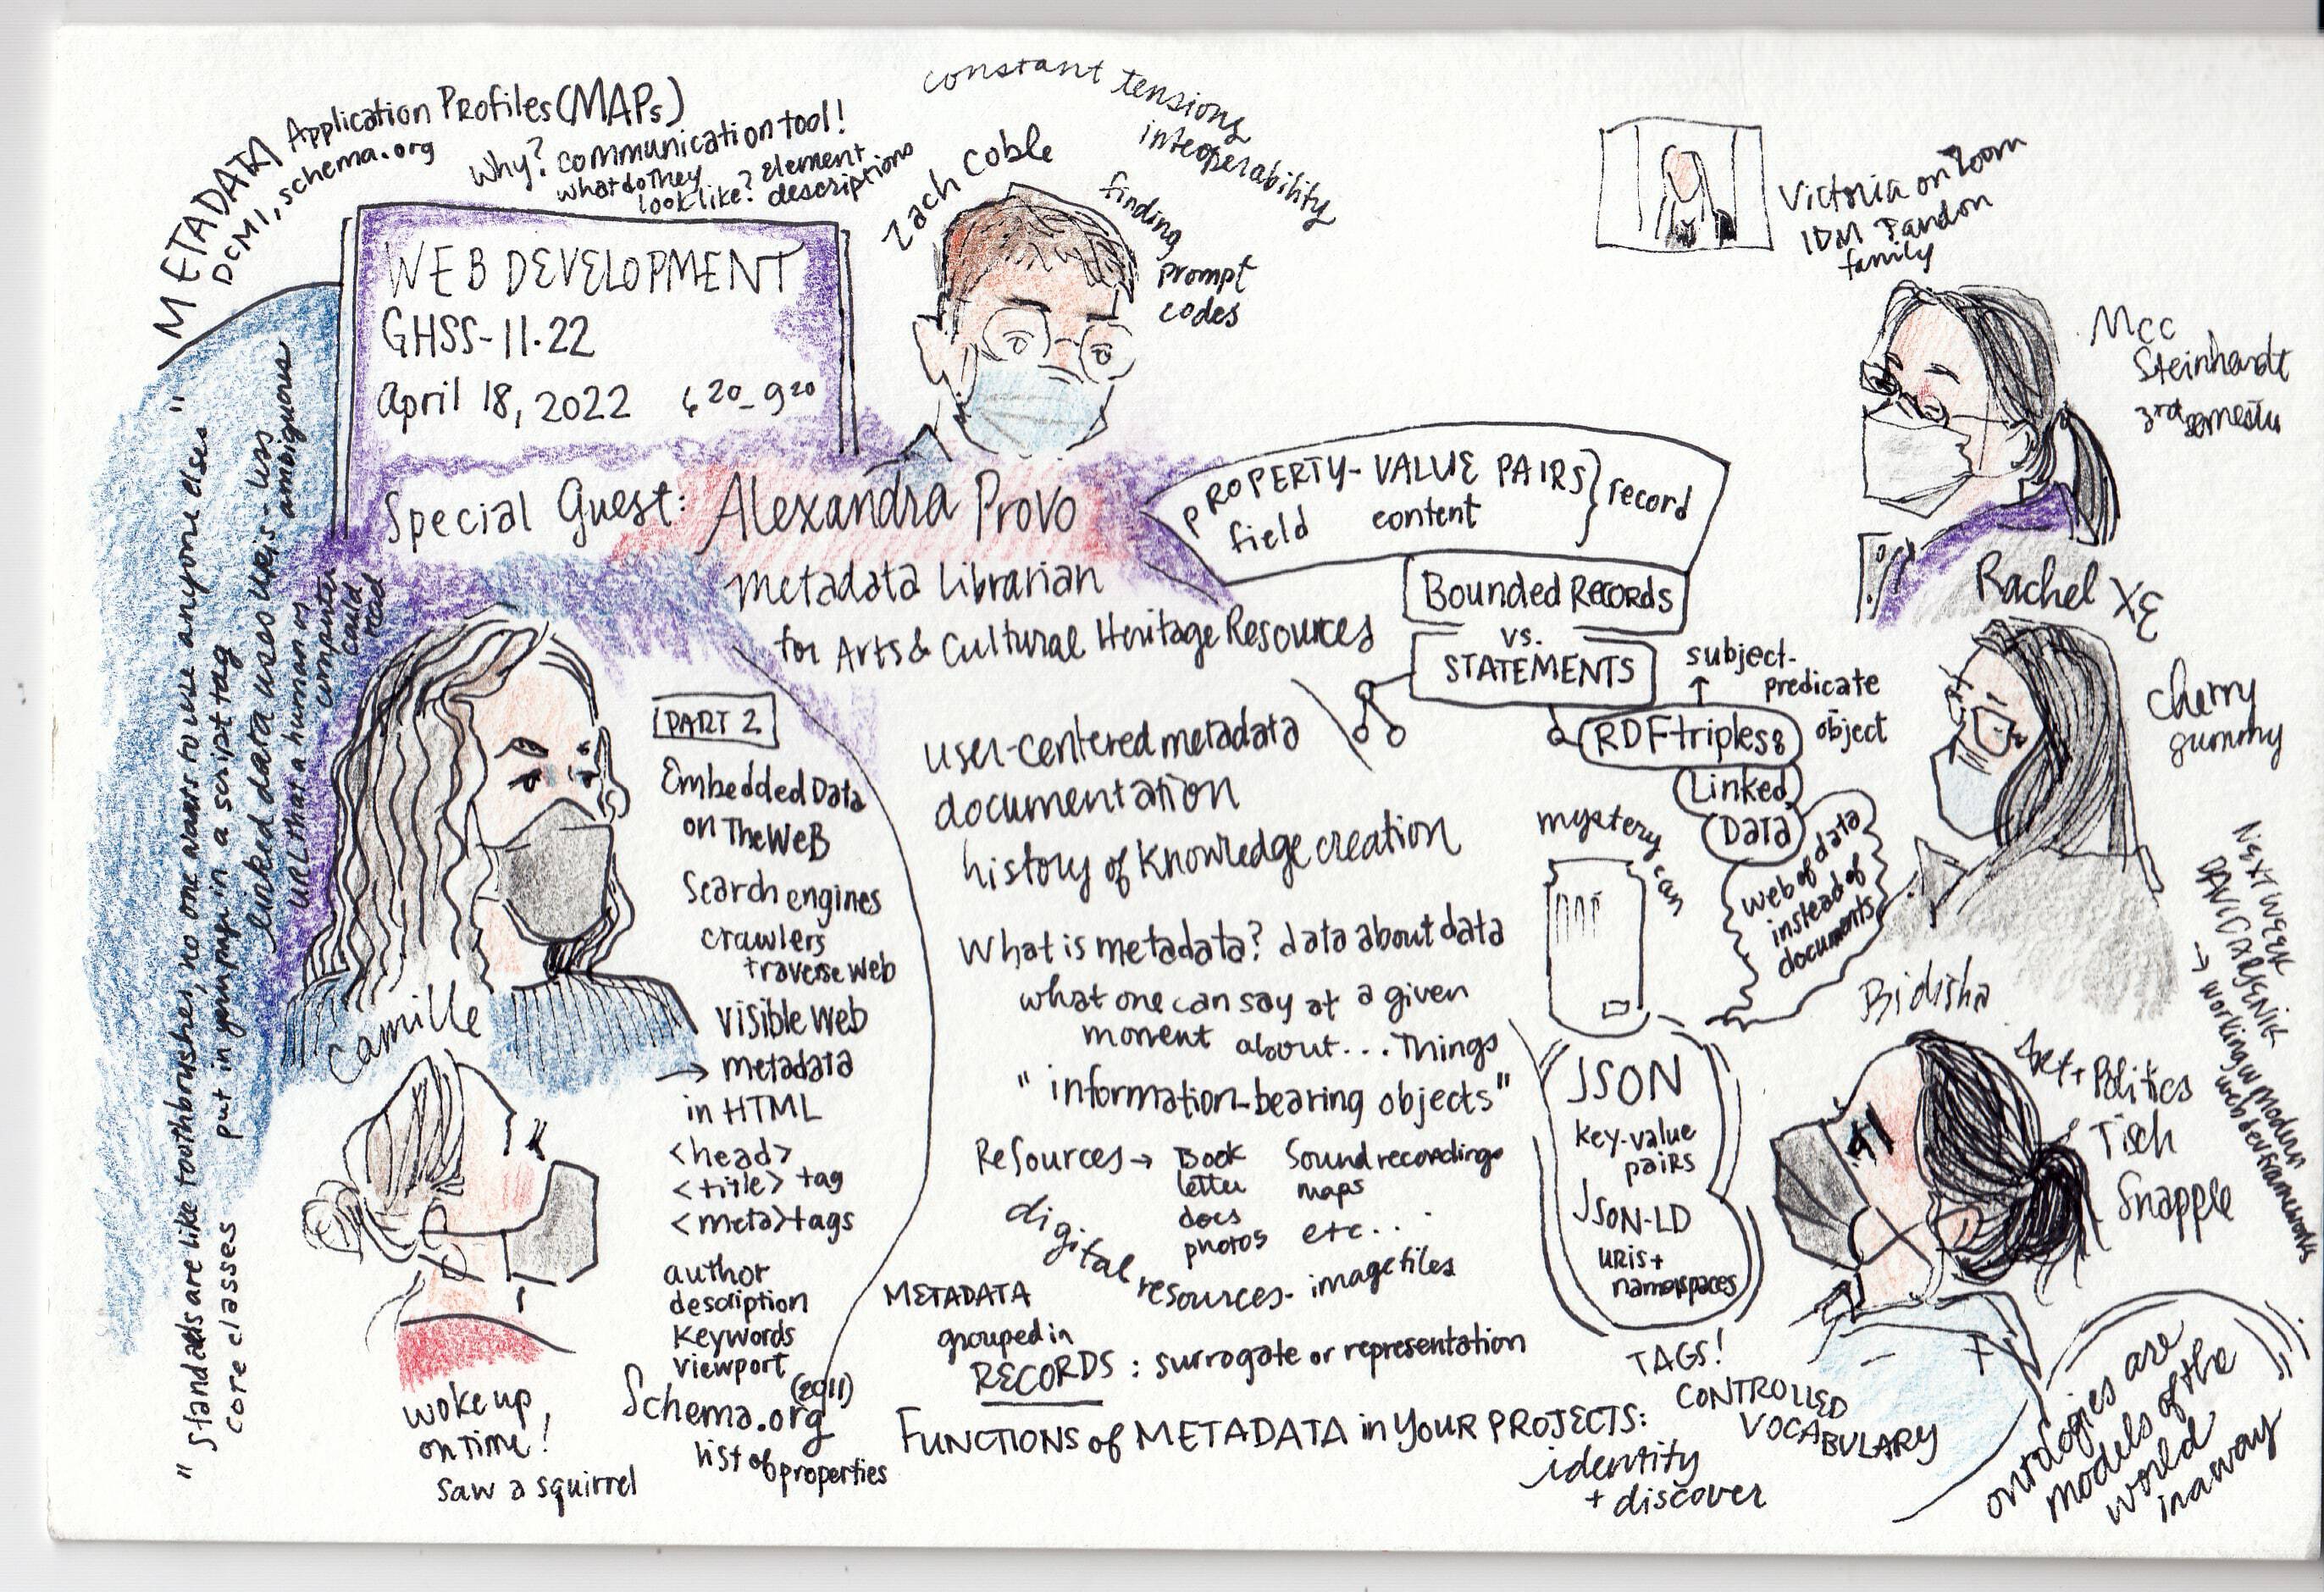 METADATA Application Profiles (MAPs)
DCMI, schema.org
Why? communication tool!
what do they
look like? element
descriptions
constant tensions
interoperability
Zach Coble
finding
prompt
codes
Victoria on Zoom
IDM Tandon
family
WEB DEVELOPMENT
GHSS-11.22
April 18, 2022 6 20 - 9 20
Special Guest: Alexandra Provo
Metadata Librarian
for Arts & Cultural Heritage Resources
PROPERTY-VALUE PAIRS } record
field content
Bounded Records
vs.
STATEMENTS
subject-
predicate
object
RDF triples &
Linked
Data
web of data
instead of
documents
MCC
Steinhardt
3rd semester
Rachel XE
cherry
gummy
Bidisha
Art + Politics
Tisch
Snapple
NEXT WEEK
→ working w modern
web dev frameworks
"standards are like toothbrushes, no one wants to use anyone elses"
core classes
put in your page in a script tag
linked data uses URIs - less
ambiguous
URL that a human vs
computer
could
read
Camille
PART 2
Embedded Data
on The WeB
Search engines
crawlers
traverse web
visible web
→ metadata
in HTML
<head>
<title> tag
<meta> tags
author
description
keywords
viewport
Schema.org (2011)
list of properties
woke up
on time!
saw a squirrel
user-centered metadata
documentation
history of knowledge creation
What is metadata? data about data
what one can say at a given
moment about... Things
"information-bearing objects"
Resources → Book Sound recordings
letter maps
docs etc...
photos
digital resources - image files
METADATA
grouped in
RECORDS : surrogate or representation
FUNCTIONS of METADATA in YOUR PROJECTS:
identity
+ discover
mystery can
JSON
key-value
pairs
JSON-LD
URIs +
namespaces
TAGS!
CONTROLLED
VOCABULARY
ontologies are
models of the
world
in a way